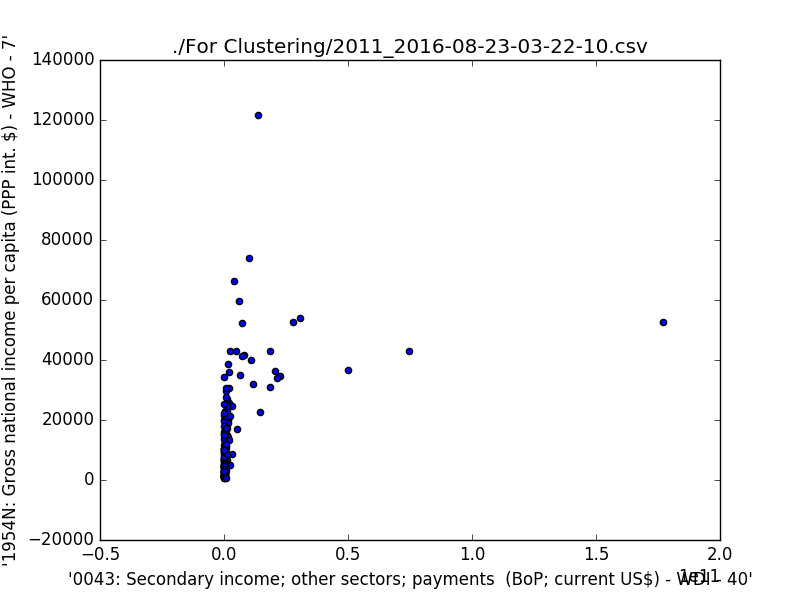 ./For Clustering/2011_2016-08-23-03-22-10.csv
'1954N: Gross national income per capita (PPP int. $) - WHO - 7'
140000
120000
100000
80000
60000
40000
20000
0
−20000
−0.5 0.0 0.5 1.0 1.5 2.0
1e11
'0043: Secondary income; other sectors; payments (BoP; current US$) - WDI - 40'